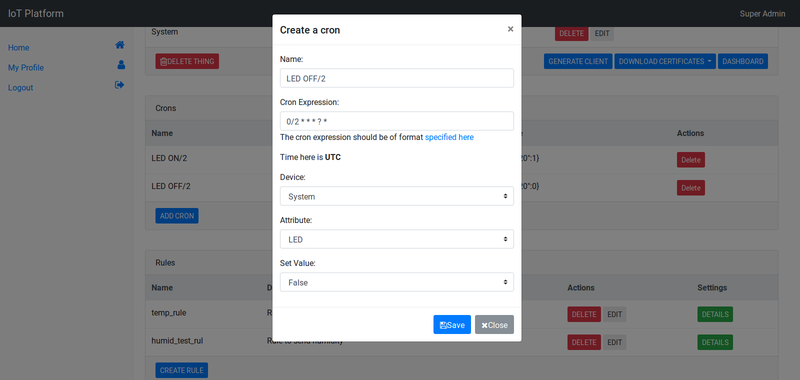 IoT Platform
Super Admin
Home
My Profile
Logout
System
DELETE
EDIT
DELETE THING
GENERATE CLIENT
DOWNLOAD CERTIFICATES
DASHBOARD
Crons
Name
Actions
LED ON/2
20":1}
Delete
LED OFF/2
20":0}
Delete
ADD CRON
Rules
Name
Actions
Settings
temp_rule
DELETE
EDIT
DETAILS
humid_test_rul
Rule to send humidity
DELETE
EDIT
DETAILS
CREATE RULE
Create a cron
×
Name:
LED OFF/2
Cron Expression:
0/2 * * * ? *
The cron expression should be of format specified here
Time here is UTC
Device:
System
Attribute:
LED
Set Value:
False
Save
Close